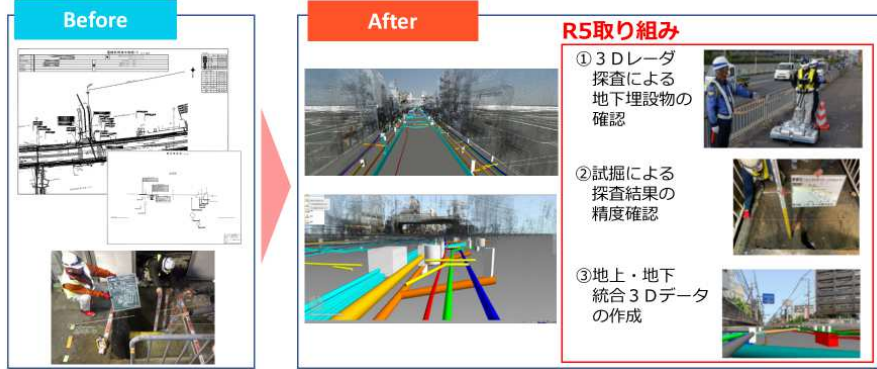 Before
After
R5取り組み
①３Dレーダ
探査による
地下埋設物の
確認
②試掘による
探査結果の
精度確認
③地上・地下
統合３Dデータ
の作成